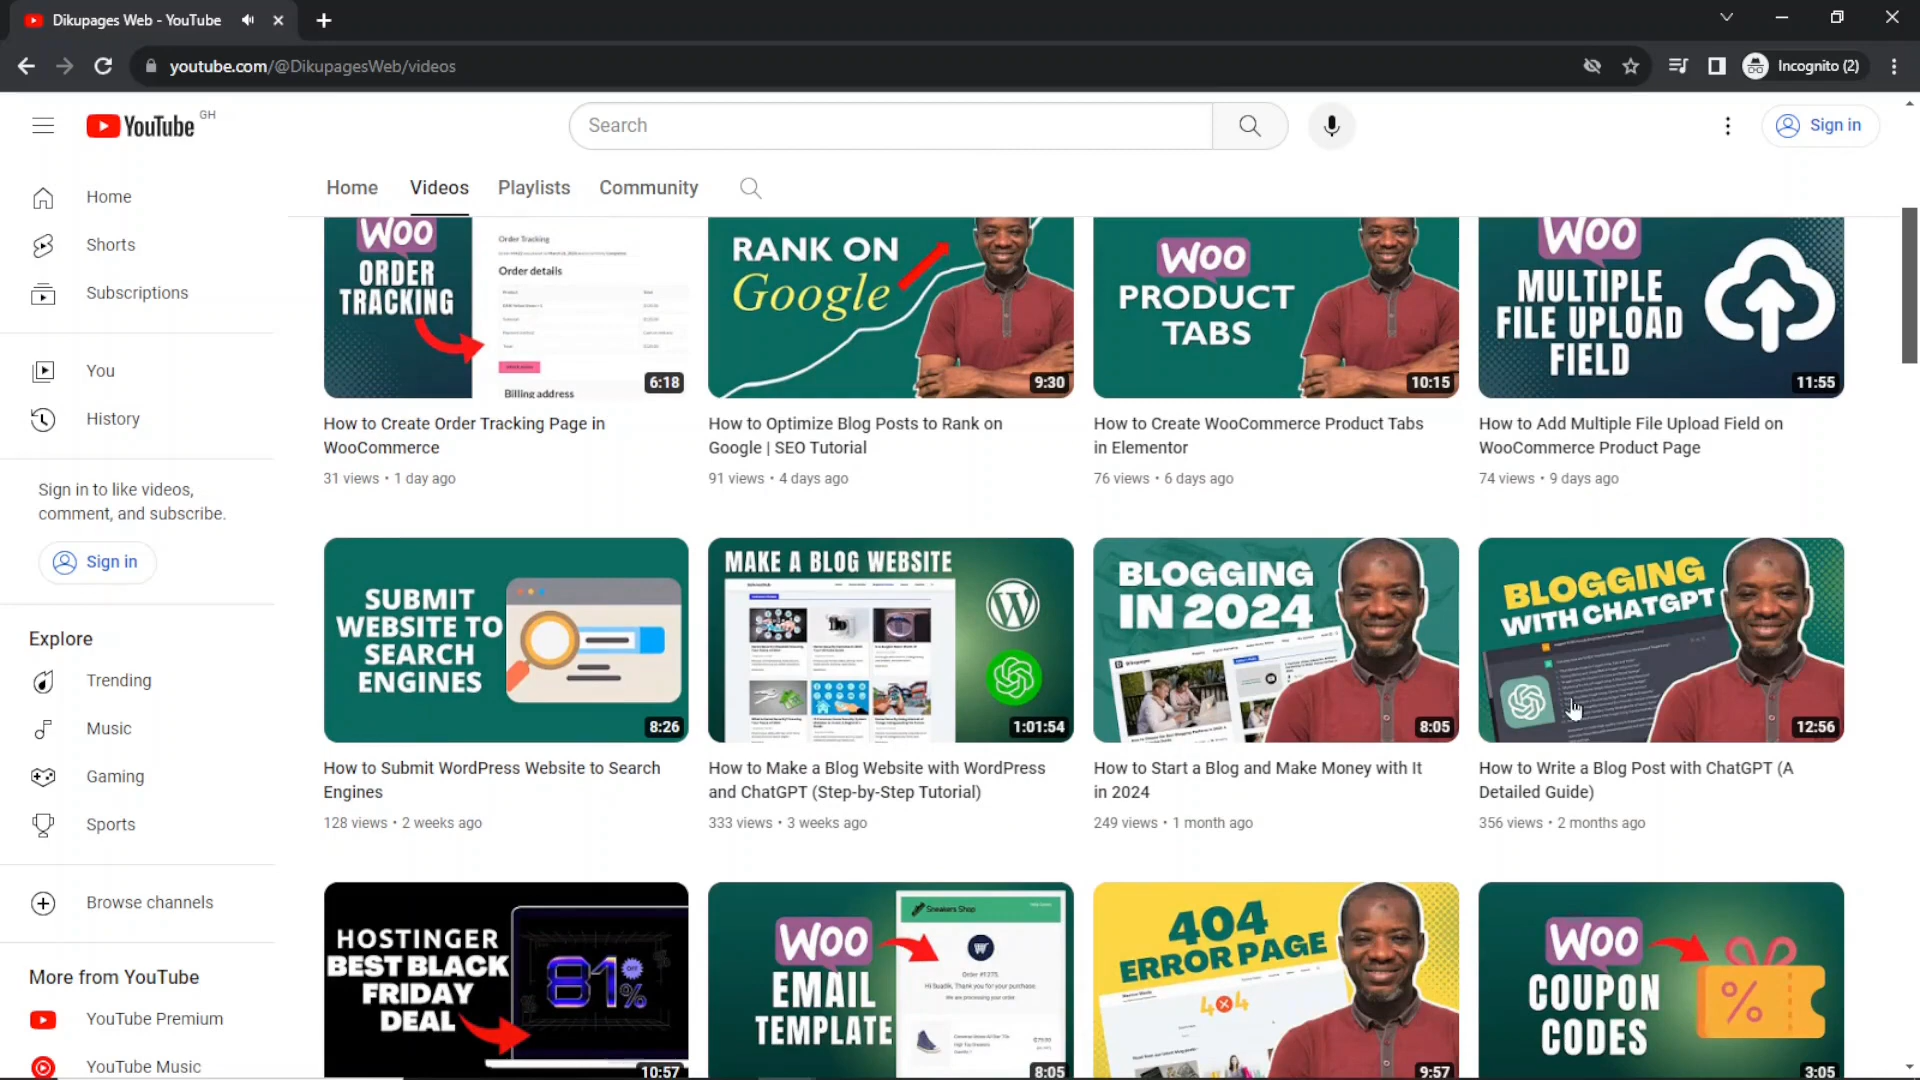 Dikupages Web - YouTube
youtube.com/@DikupagesWeb/videos
Incognito (2)
YouTube GH
Search
Sign in
Home
Shorts
Subscriptions
You
History
Sign in to like videos,
comment, and subscribe.
Sign in
Explore
Trending
Music
Gaming
Sports
Browse channels
More from YouTube
YouTube Premium
YouTube Music
Home Videos Playlists Community
WOO
ORDER
TRACKING
Order Tracking
Order details
Billing address
6:18
How to Create Order Tracking Page in
WooCommerce
31 views • 1 day ago
RANK ON
Google
9:30
How to Optimize Blog Posts to Rank on
Google | SEO Tutorial
91 views • 4 days ago
WOO
PRODUCT
TABS
10:15
How to Create WooCommerce Product Tabs
in Elementor
76 views • 6 days ago
WOO
MULTIPLE
FILE UPLOAD
FIELD
11:55
How to Add Multiple File Upload Field on
WooCommerce Product Page
74 views • 9 days ago
SUBMIT
WEBSITE TO
SEARCH
ENGINES
8:26
How to Submit WordPress Website to Search
Engines
128 views • 2 weeks ago
MAKE A BLOG WEBSITE
1:01:54
How to Make a Blog Website with WordPress
and ChatGPT (Step-by-Step Tutorial)
333 views • 3 weeks ago
BLOGGING
IN 2024
8:05
How to Start a Blog and Make Money with It
in 2024
249 views • 1 month ago
BLOGGING
WITH CHATGPT
12:56
How to Write a Blog Post with ChatGPT (A
Detailed Guide)
356 views • 2 months ago
HOSTINGER
BEST BLACK
FRIDAY
DEAL
81%
OFF
10:57
WOO
EMAIL
TEMPLATE
Sneakers Shop
8:05
404
ERROR PAGE
9:57
WOO
COUPON
CODES
%
3:05